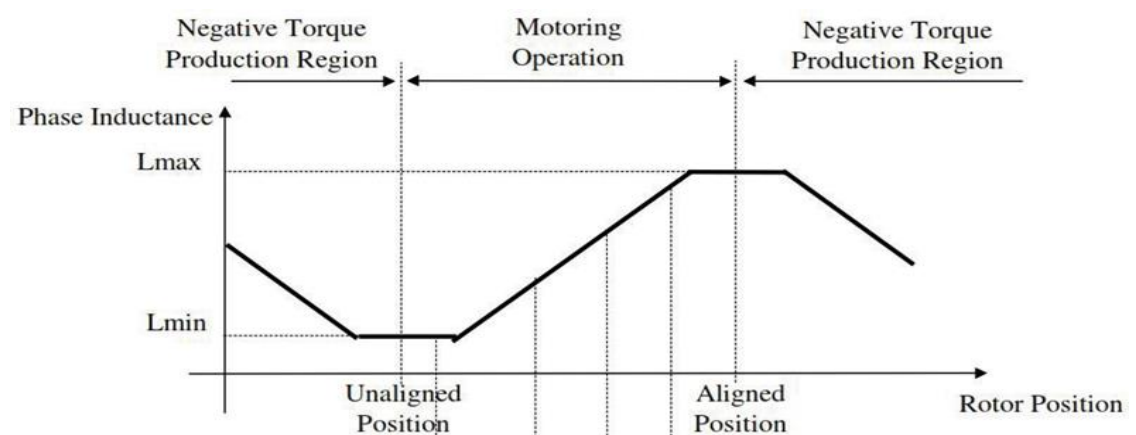 Negative Torque
Production Region
Motoring
Operation
Negative Torque
Production Region
Phase Inductance
Lmax
Lmin
Unaligned
Position
Aligned
Position
Rotor Position